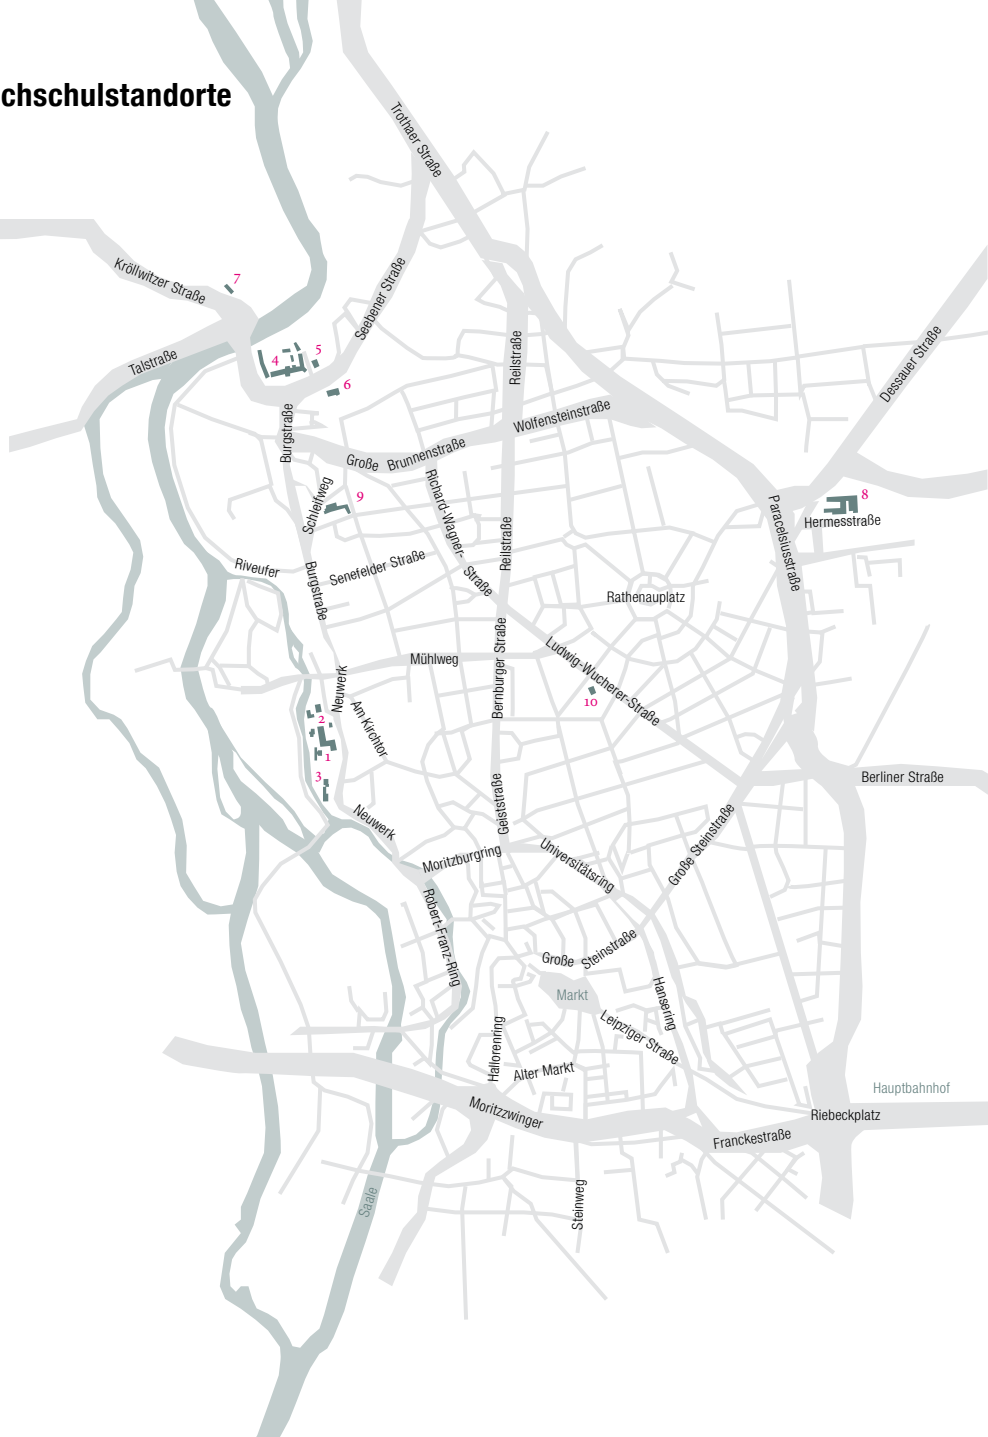 chschulstandorte
Trothaer Straße
Kröllwitzer Straße
7
Seebener Straße
Talstraße
4
5
6
Reilstraße
Dessauer Straße
Wolfensteinstraße
Burgstraße
Große Brunnenstraße
Schleifweg
9
Richard-Wagner-
Straße
Reilstraße
Paracelsiusstraße
8
Hermesstraße
Riveufer
Burgstraße
Senefelder Straße
Rathenauplatz
Mühlweg
Bernburger Straße
Ludwig-Wucherer-Straße
10
Neuwerk
Am Kirchtor
2
1
3
Berliner Straße
Neuwerk
Geiststraße
Moritzburgring
Universitätsring
Große Steinstraße
Robert-Franz-Ring
Große Steinstraße
Markt
Hansering
Leipziger Straße
Hallorenring
Alter Markt
Hauptbahnhof
Moritzzwinger
Riebeckplatz
Franckestraße
Saale
Steinweg